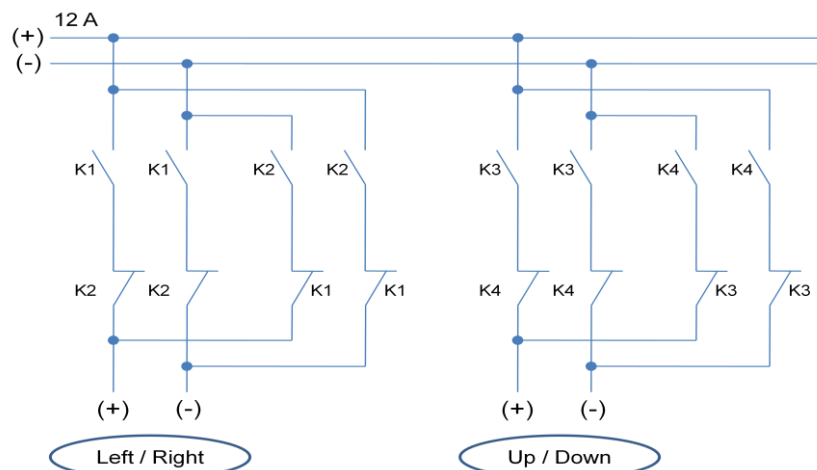 12 A
(+)
(-)
K1 K1 K2 K2 K3 K3 K4 K4
K2 K2 K1 K1 K4 K4 K3 K3
(+) (-) (+) (-)
Left / Right Up / Down